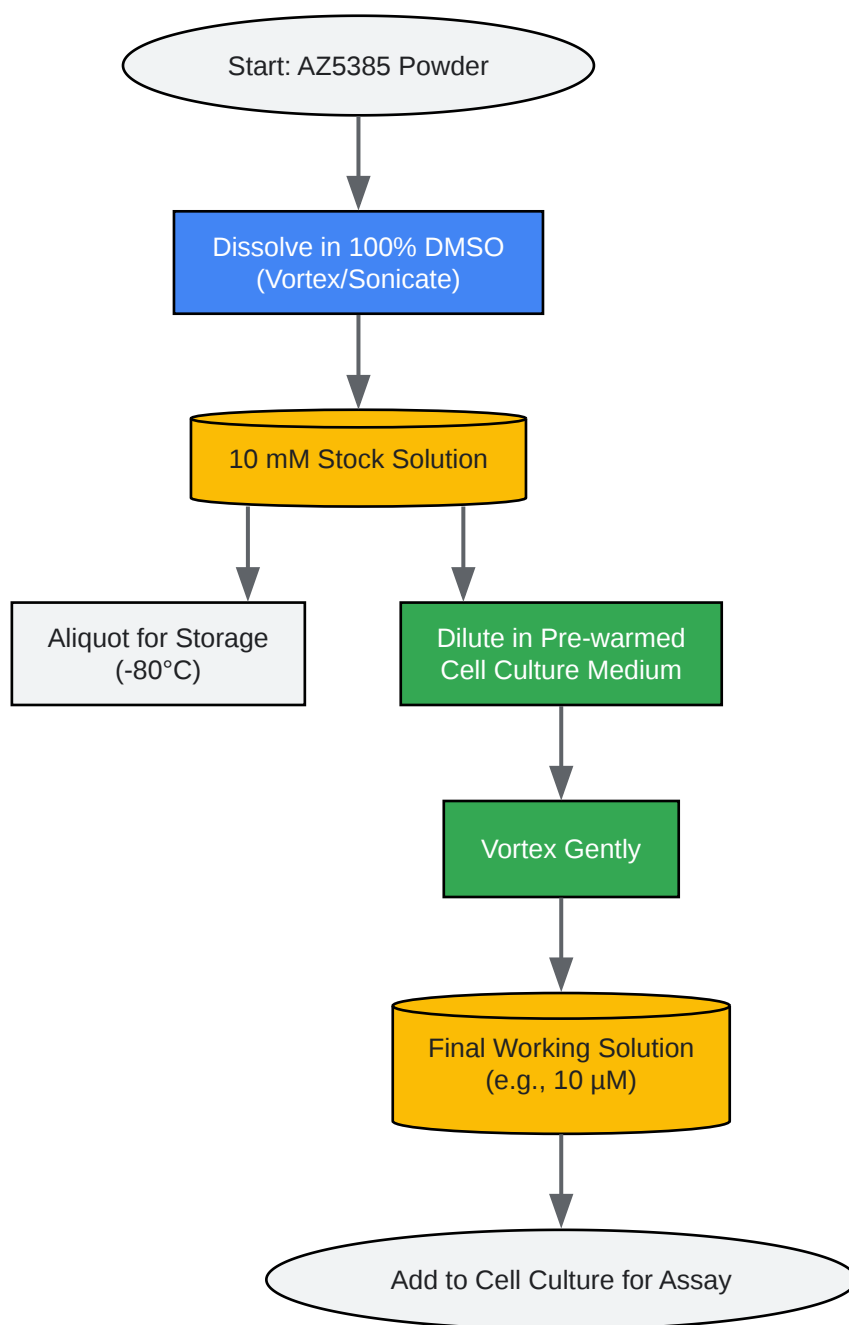 Start: AZ5385 Powder
Dissolve in 100% DMSO
(Vortex/Sonicate)
10 mM Stock Solution
Aliquot for Storage
(-80°C)
Dilute in Pre-warmed
Cell Culture Medium
Vortex Gently
Final Working Solution
(e.g., 10 µM)
Add to Cell Culture for Assay